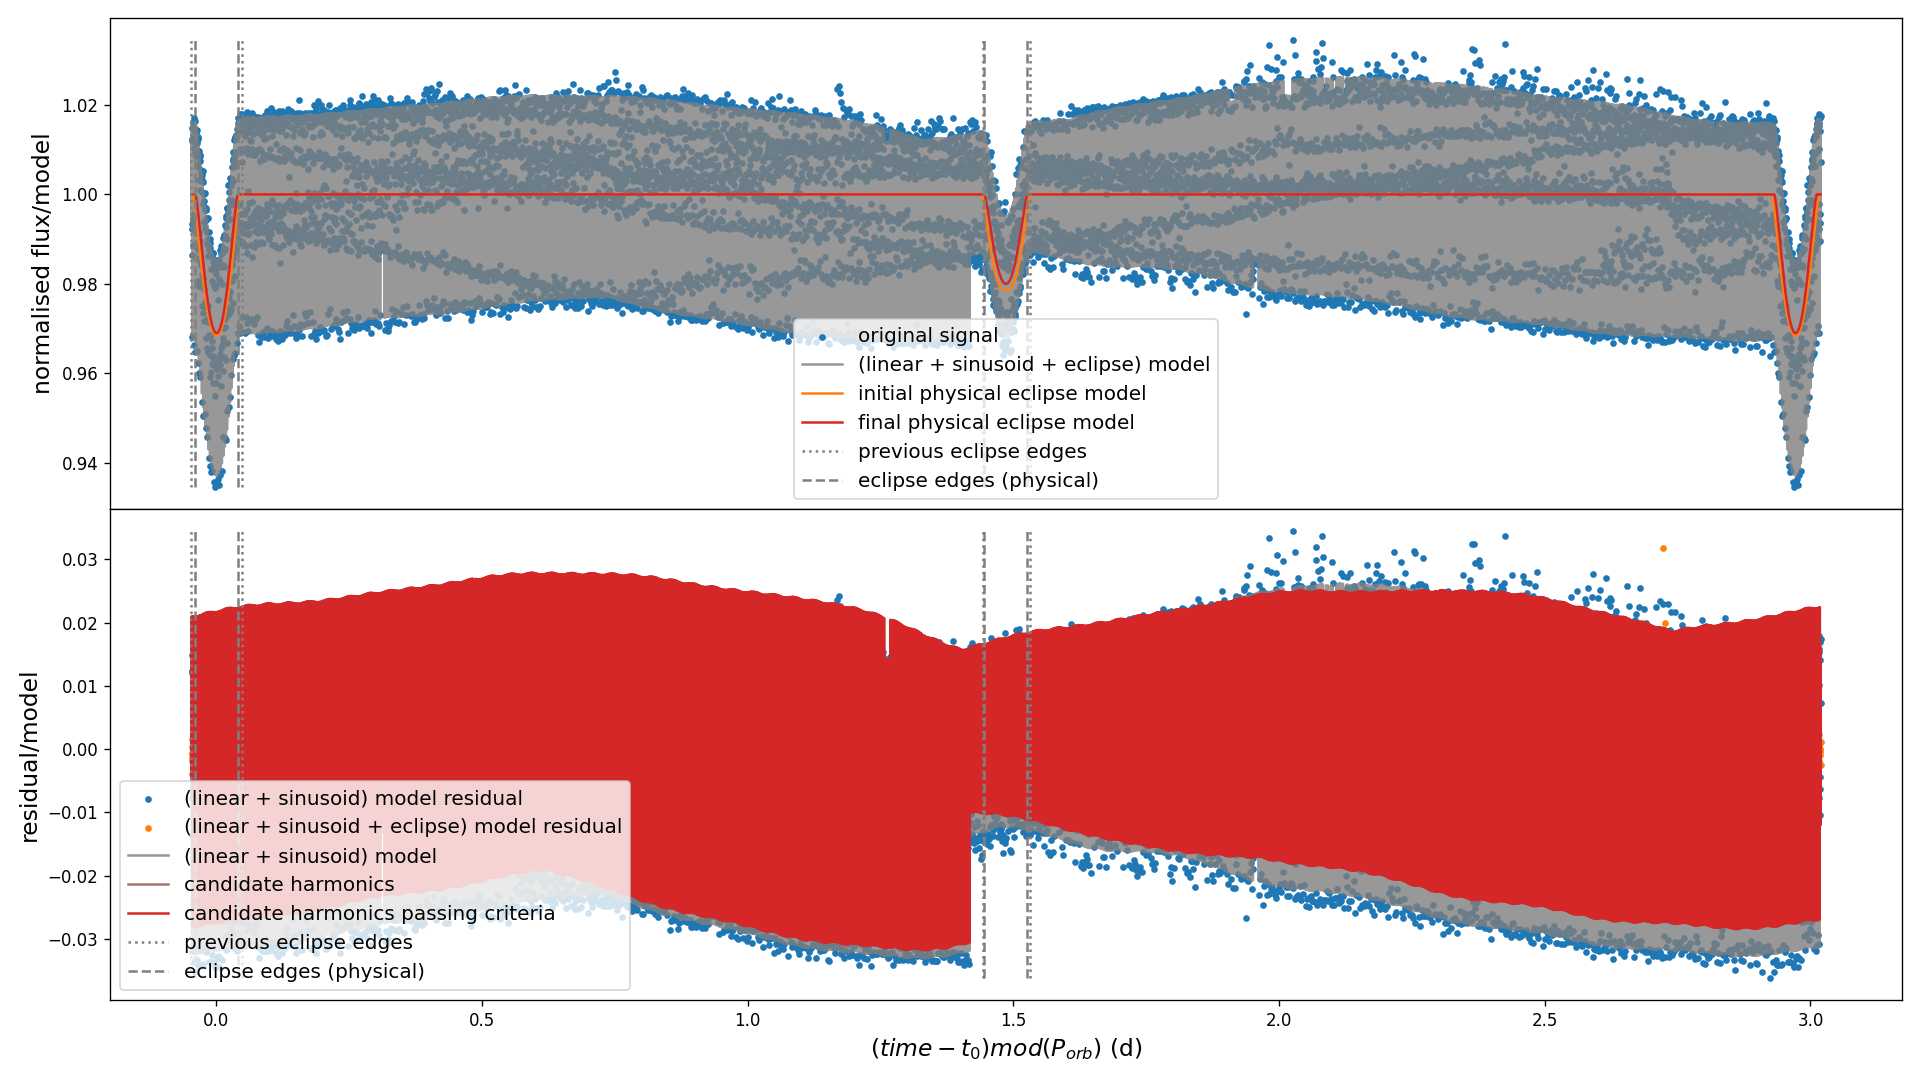 normalised flux/model
1.02
1.00
0.98
0.96
0.94
original signal
(linear + sinusoid + eclipse) model
initial physical eclipse model
final physical eclipse model
previous eclipse edges
eclipse edges (physical)
residual/model
0.03
0.02
0.01
0.00
−0.01
−0.02
−0.03
(linear + sinusoid) model residual
(linear + sinusoid + eclipse) model residual
(linear + sinusoid) model
candidate harmonics
candidate harmonics passing criteria
previous eclipse edges
eclipse edges (physical)
0.0 0.5 1.0 1.5 2.0 2.5 3.0
(time − t₀)mod(Pₒᵣb) (d)